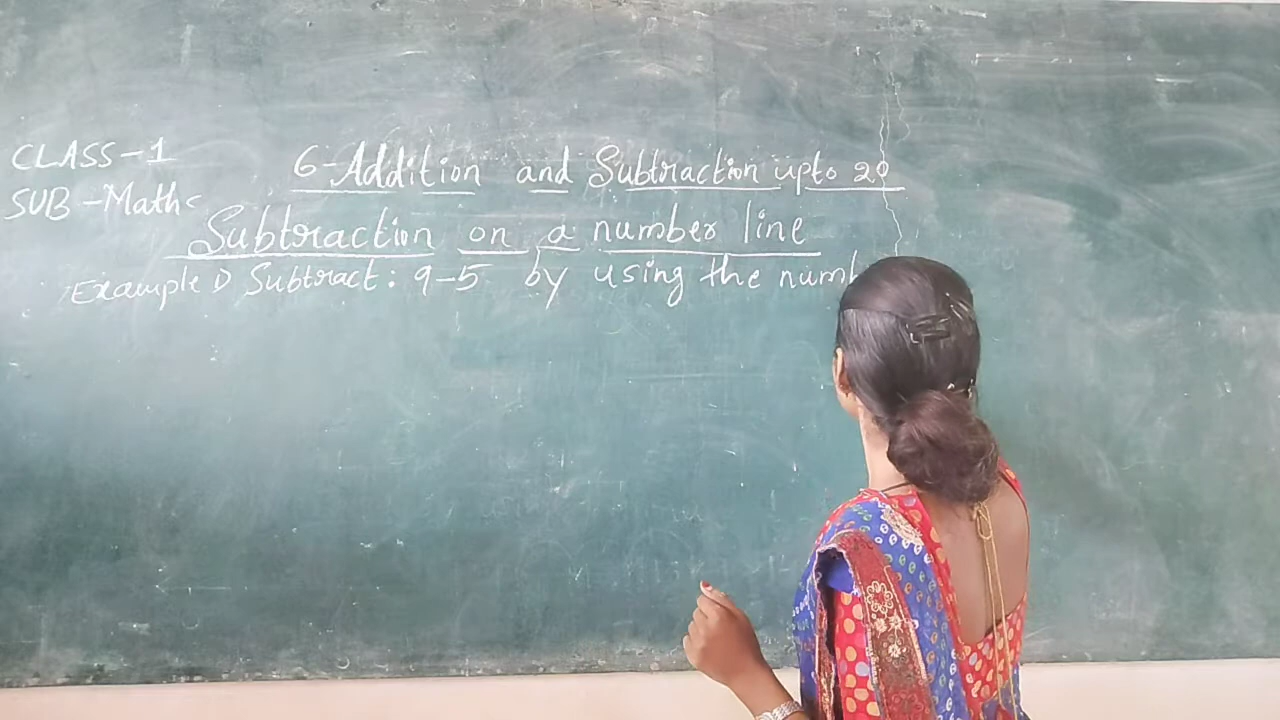 CLASS-1
SUB-Maths
6-Addition and Subtraction upto 20
Subtraction on a number line
Example 1) Subtract: 9-5 by using the numb